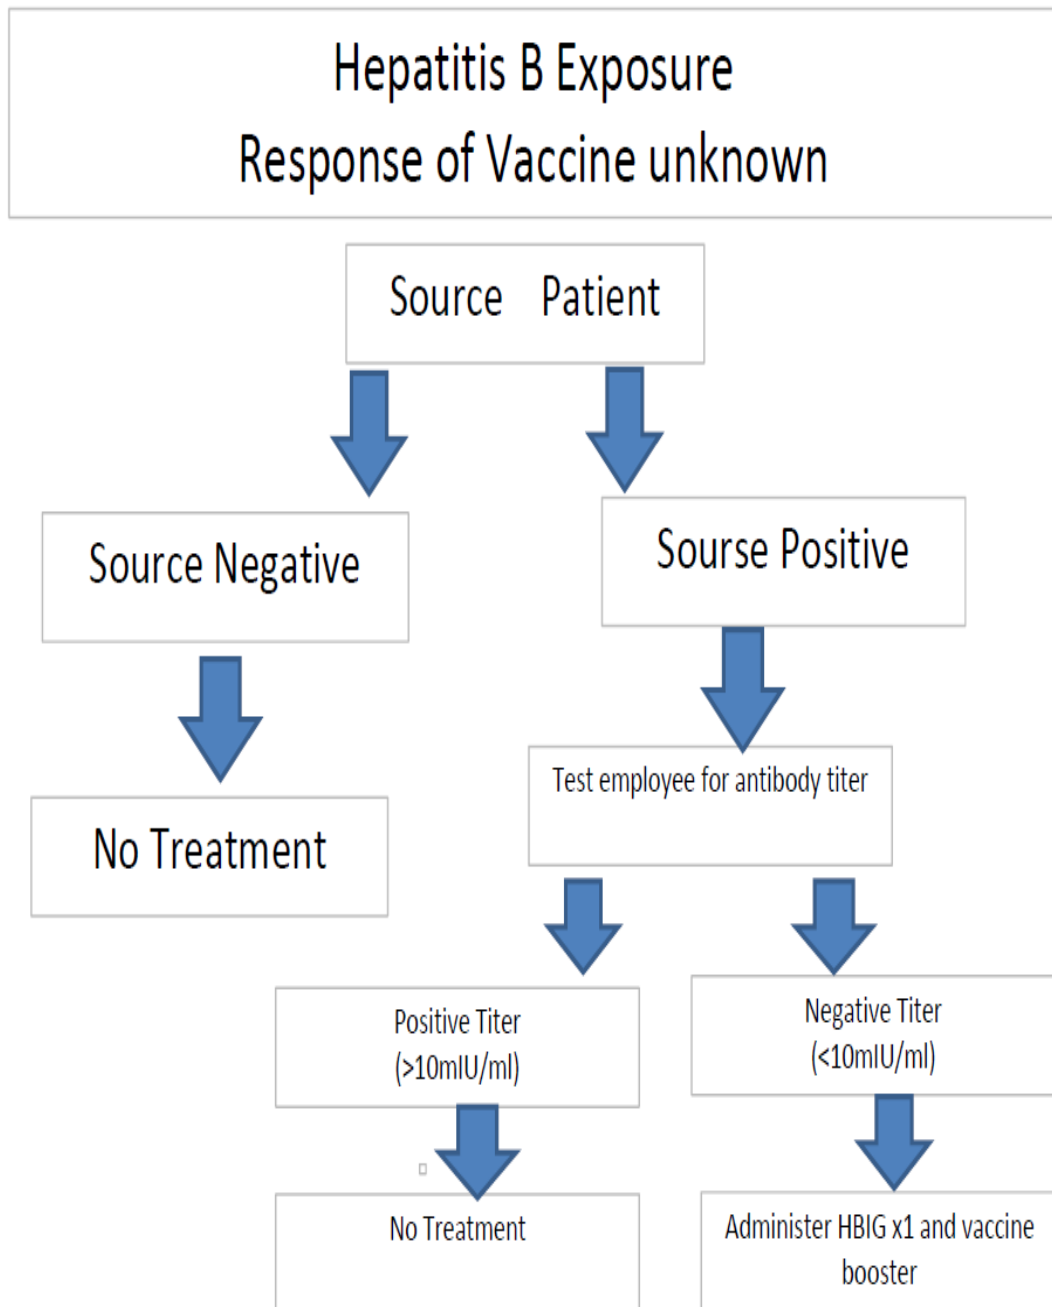 Hepatitis B Exposure
Response of Vaccine unknown
Source Patient
Source Negative
Sourse Positive
No Treatment
Test employee for antibody titer
Positive Titer
(>10mIU/ml)
Negative Titer
(<10mIU/ml)
No Treatment
Administer HBIG x1 and vaccine
booster